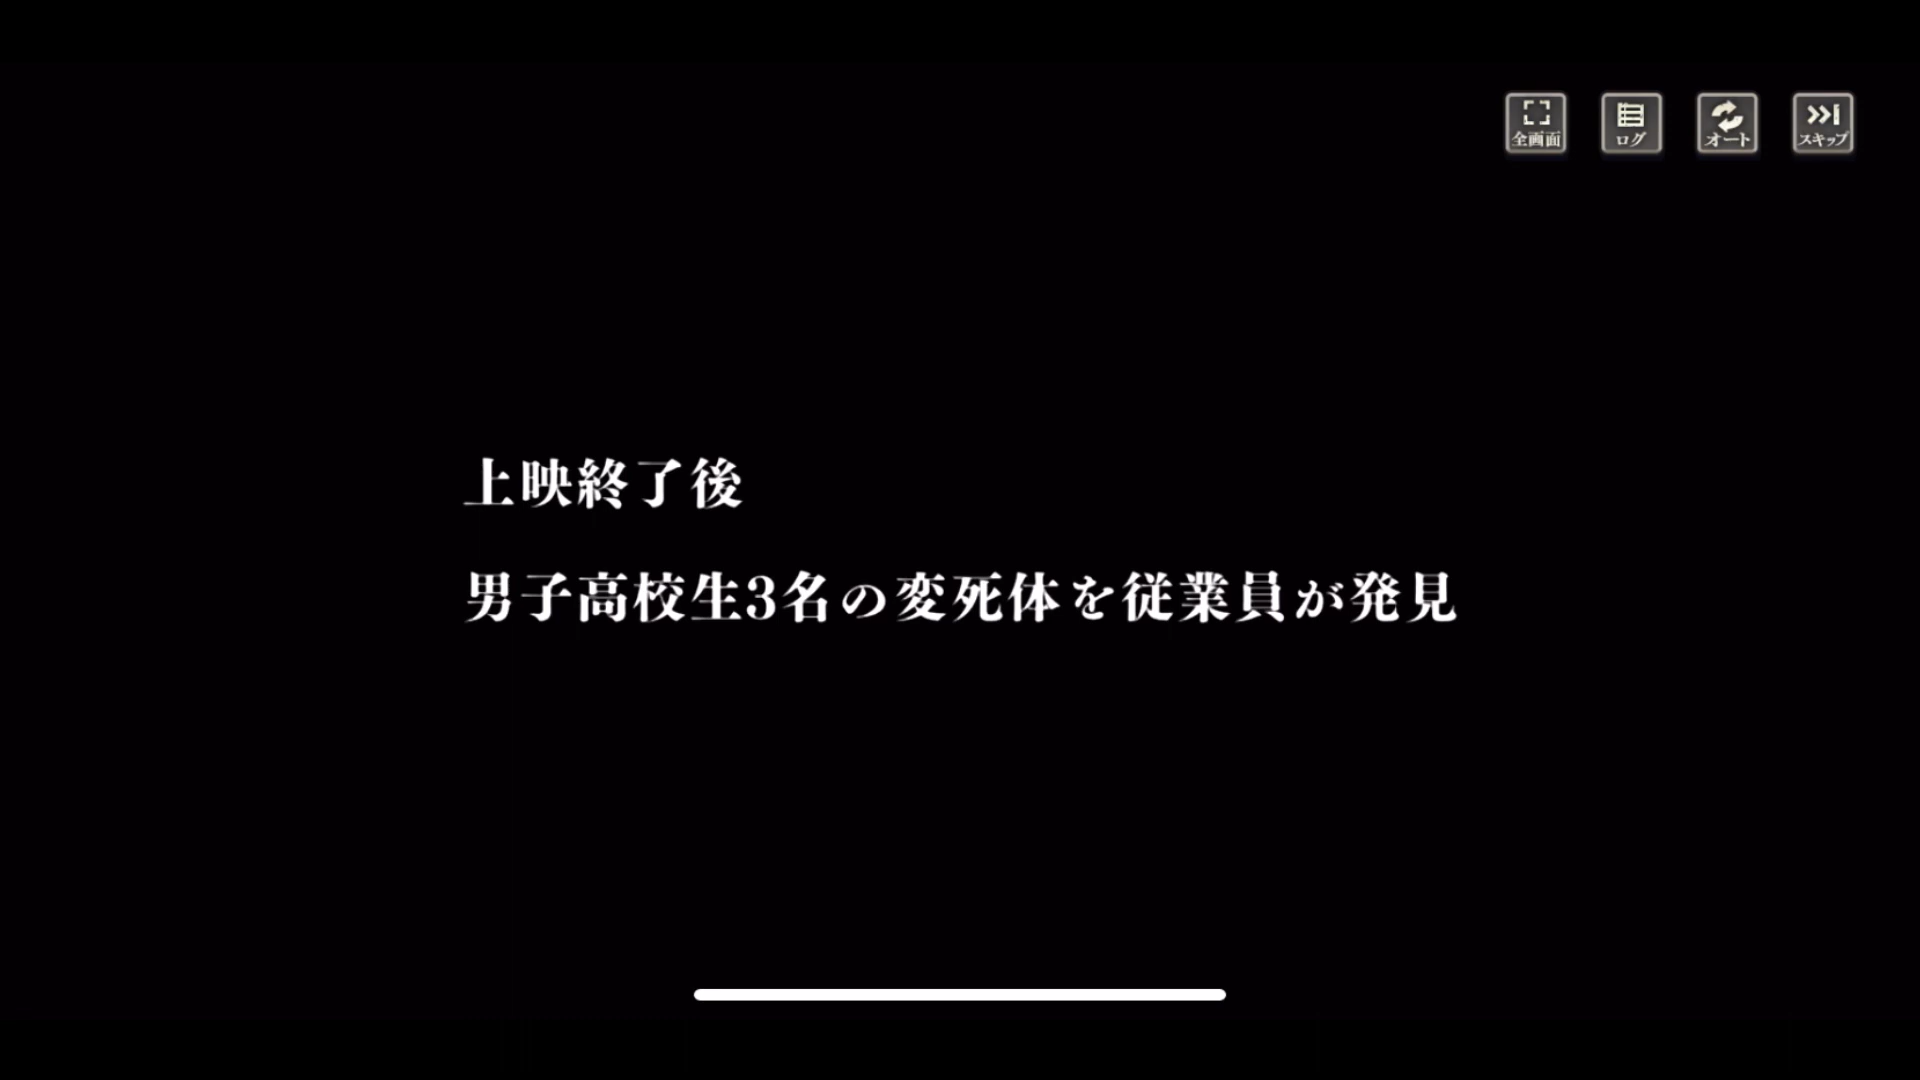 全画面
ログ
オート
スキップ
上映終了後
男子高校生3名の変死体を従業員が発見